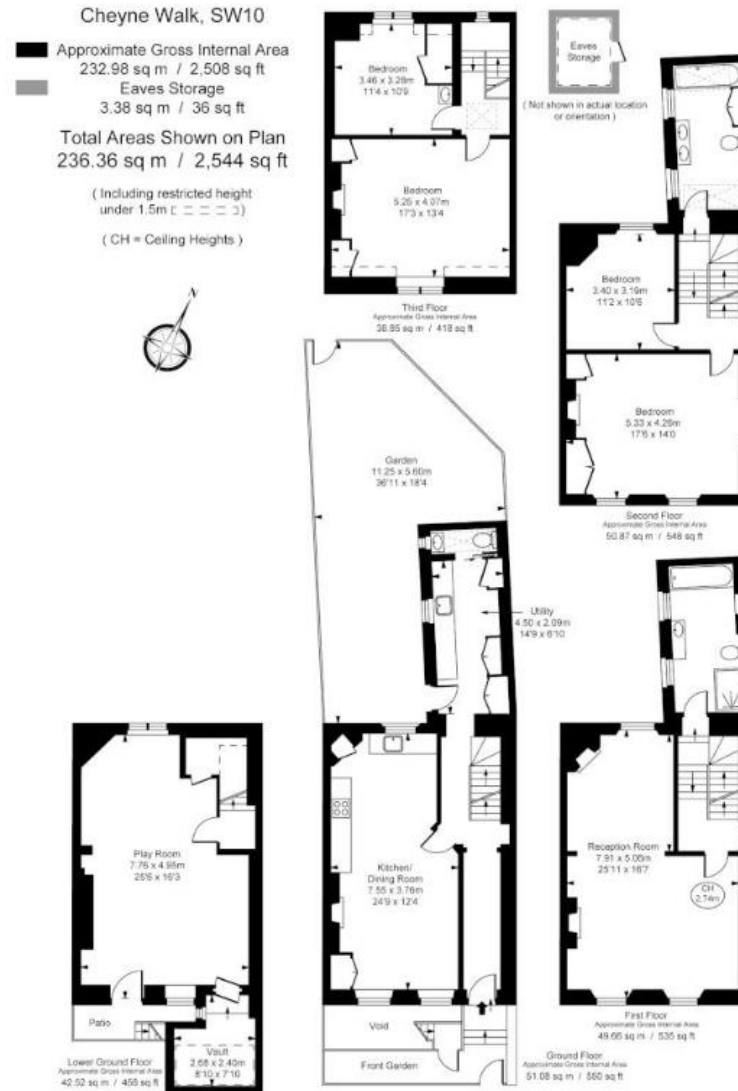 Cheyne Walk, SW10
Approximate Gross Internal Area
232.98 sq m / 2,508 sq ft
Eaves Storage
3.38 sq m / 36 sq ft
Total Areas Shown on Plan
236.36 sq m / 2,544 sq ft
( Including restricted height
under 1.5m )
( CH = Ceiling Heights )
N
Bedroom
3.46 x 3.28m
11'4 x 10'9
Bedroom
5.26 x 4.07m
17'3 x 13'4
Third Floor
Approximate Gross Internal Area
38.85 sq m / 418 sq ft
Eaves
Storage
( Not shown in actual location
or orientation )
Bedroom
3.40 x 3.19m
11'2 x 10'6
Bedroom
5.33 x 4.26m
17'6 x 14'0
Second Floor
Approximate Gross Internal Area
50.87 sq m / 548 sq ft
Garden
11.25 x 5.60m
36'11 x 18'4
Utility
4.50 x 2.09m
14'9 x 6'10
Play Room
7.76 x 4.95m
25'6 x 16'3
Patio
Vault
2.68 x 2.40m
8'10 x 7'10
Lower Ground Floor
Approximate Gross Internal Area
42.52 sq m / 458 sq ft
Kitchen/
Dining Room
7.55 x 3.76m
24'9 x 12'4
Void
Front Garden
Ground Floor
Approximate Gross Internal Area
51.08 sq m / 550 sq ft
Reception Room
7.91 x 5.06m
25'11 x 16'7
CH
2.74m
First Floor
Approximate Gross Internal Area
49.66 sq m / 535 sq ft